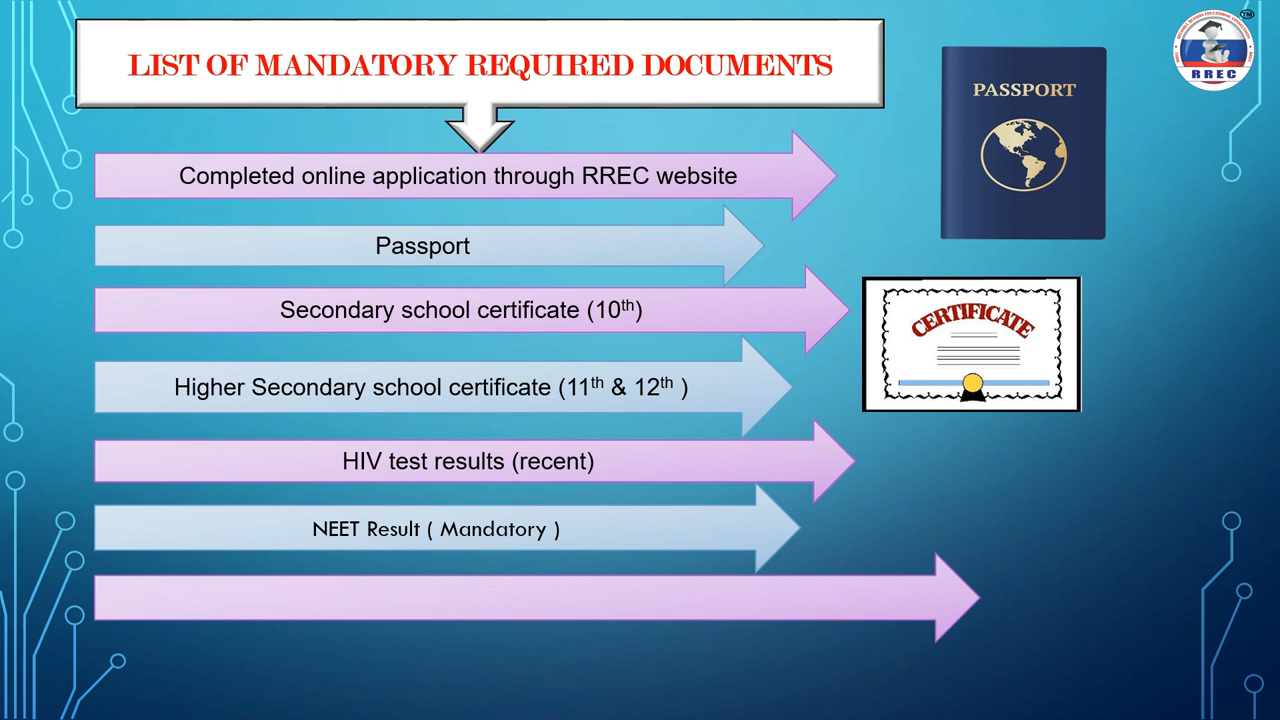 LIST OF MANDATORY REQUIRED DOCUMENTS
Completed online application through RREC website
Passport
Secondary school certificate (10th)
Higher Secondary school certificate (11th & 12th )
HIV test results (recent)
NEET Result ( Mandatory )
PASSPORT
CERTIFICATE
RREC
TM